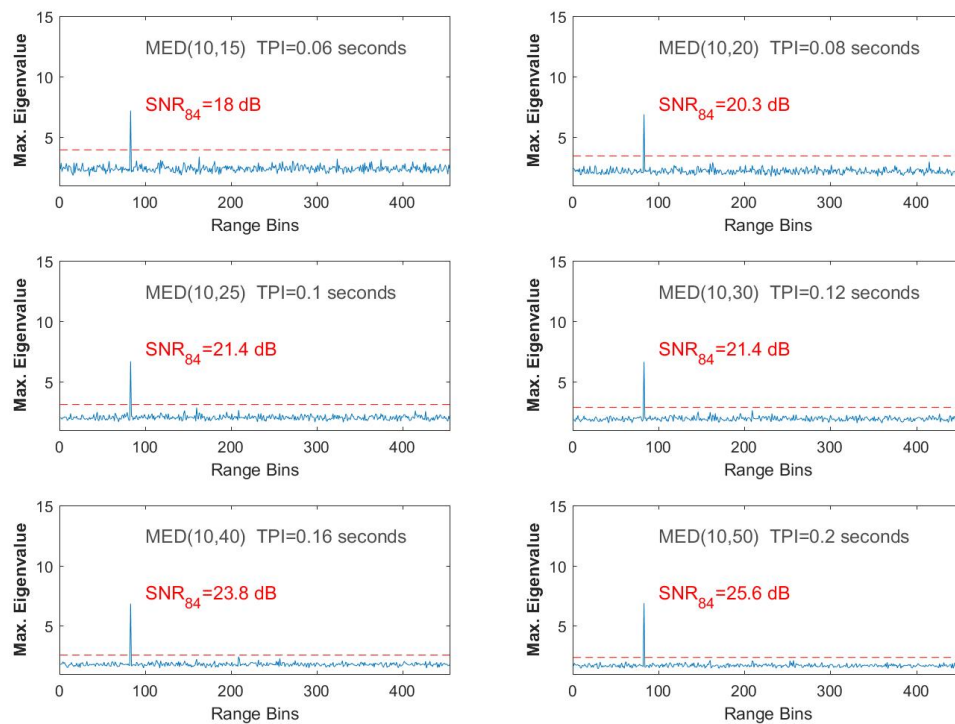 15
10
5
Max. Eigenvalue
MED(10,15) TPI=0.06 seconds
SNR84=18 dB
0 100 200 300 400
Range Bins
15
10
5
Max. Eigenvalue
MED(10,20) TPI=0.08 seconds
SNR84=20.3 dB
0 100 200 300 400
Range Bins
15
10
5
Max. Eigenvalue
MED(10,25) TPI=0.1 seconds
SNR84=21.4 dB
0 100 200 300 400
Range Bins
15
10
5
Max. Eigenvalue
MED(10,30) TPI=0.12 seconds
SNR84=21.4 dB
0 100 200 300 400
Range Bins
15
10
5
Max. Eigenvalue
MED(10,40) TPI=0.16 seconds
SNR84=23.8 dB
0 100 200 300 400
Range Bins
15
10
5
Max. Eigenvalue
MED(10,50) TPI=0.2 seconds
SNR84=25.6 dB
0 100 200 300 400
Range Bins